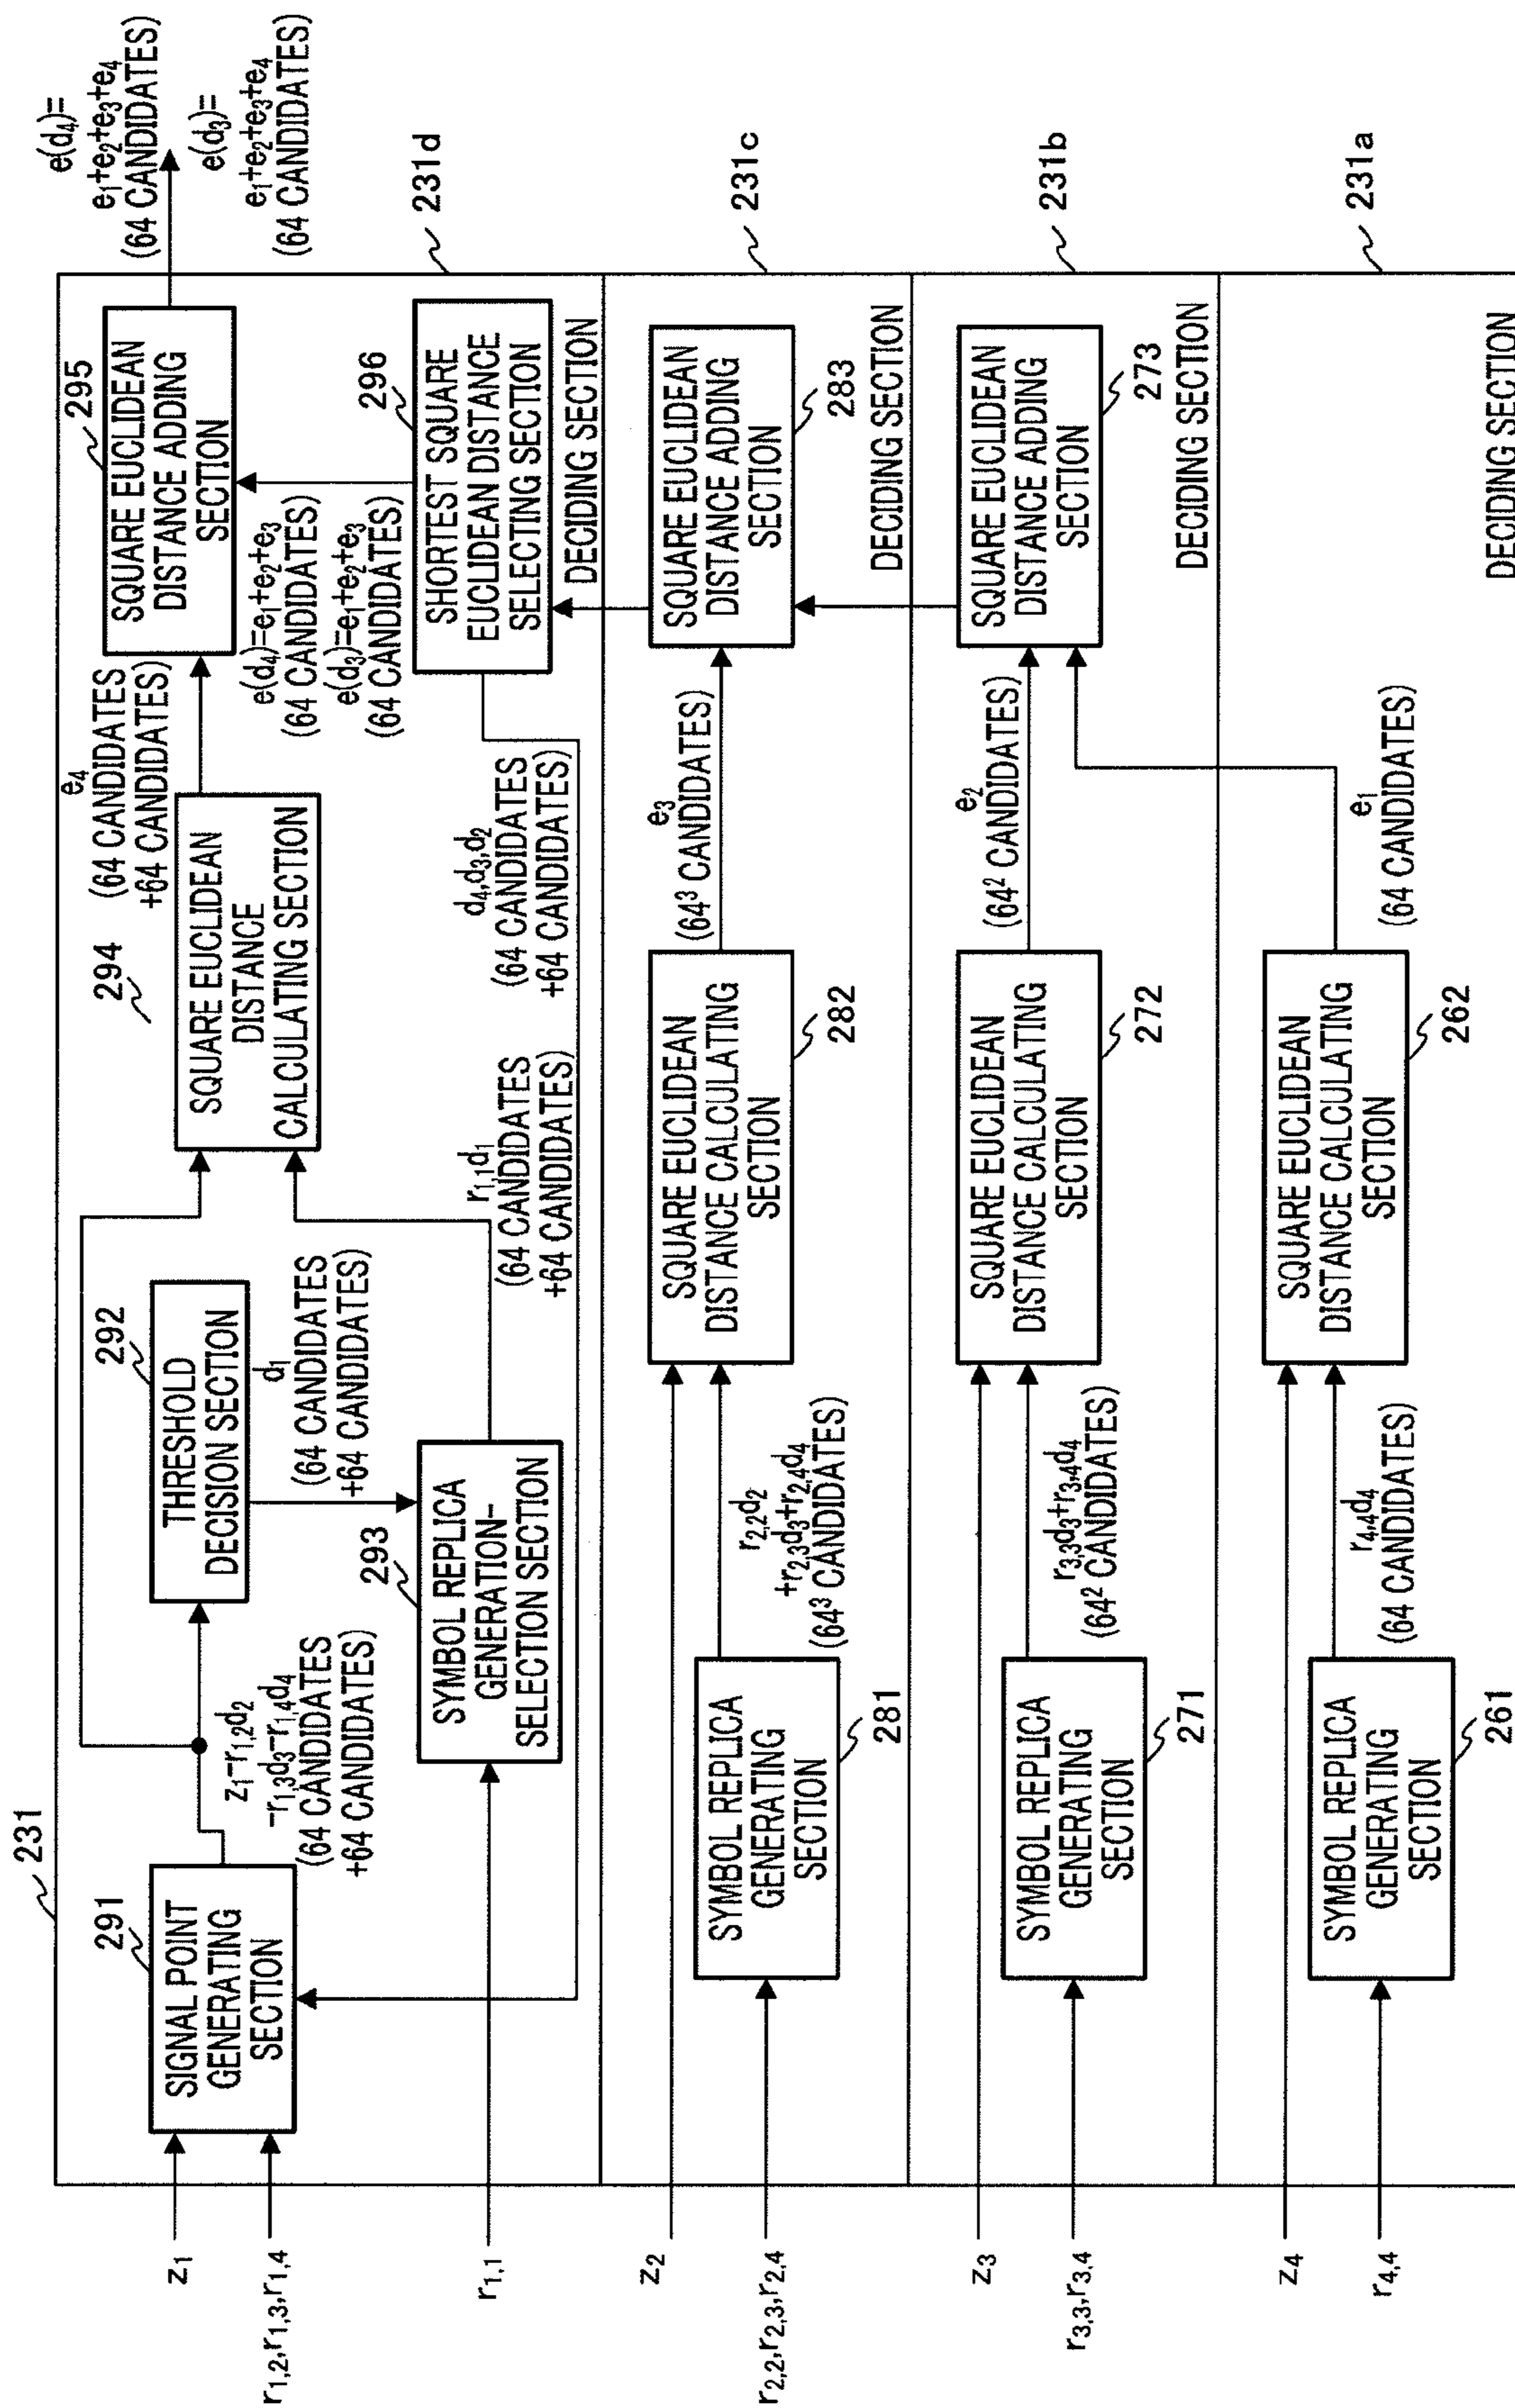 231
291
SIGNAL POINT
GENERATING
SECTION
z1
r1,2,r1,3,r1,4
z1-r1,2d2
-r1,3d3-r1,4d4
(64 CANDIDATES
+64 CANDIDATES)
292
THRESHOLD
DECISION SECTION
d1
(64 CANDIDATES
+64 CANDIDATES)
293
SYMBOL REPLICA
GENERATION-
SELECTION SECTION
r1,1
r1,1d1
(64 CANDIDATES
+64 CANDIDATES)
294
SQUARE EUCLIDEAN
DISTANCE
CALCULATING SECTION
e4
(64 CANDIDATES
+64 CANDIDATES)
d4,d3,d2
(64 CANDIDATES
+64 CANDIDATES)
295
SQUARE EUCLIDEAN
DISTANCE ADDING
SECTION
e(d4)=e1+e2+e3
(64 CANDIDATES)
e(d3)=e1+e2+e3
(64 CANDIDATES)
296
SHORTEST SQUARE
EUCLIDEAN DISTANCE
SELECTING SECTION
DECIDING SECTION
231d
e(d4)=
e1+e2+e3+e4
(64 CANDIDATES)
e(d3)=
e1+e2+e3+e4
(64 CANDIDATES)
z2
r2,2,r2,3,r2,4
SYMBOL REPLICA
GENERATING
SECTION
281
r2,2d2
+r2,3d3+r2,4d4
(64³ CANDIDATES)
SQUARE EUCLIDEAN
DISTANCE CALCULATING
SECTION
282
e3
(64³ CANDIDATES)
SQUARE EUCLIDEAN
DISTANCE ADDING
SECTION
283
DECIDING SECTION
231c
z3
r3,3,r3,4
SYMBOL REPLICA
GENERATING
SECTION
271
r3,3d3+r3,4d4
(64² CANDIDATES)
SQUARE EUCLIDEAN
DISTANCE CALCULATING
SECTION
272
e2
(64² CANDIDATES)
SQUARE EUCLIDEAN
DISTANCE ADDING
SECTION
273
DECIDING SECTION
231b
z4
r4,4
SYMBOL REPLICA
GENERATING
SECTION
261
r4,4d4
(64 CANDIDATES)
SQUARE EUCLIDEAN
DISTANCE CALCULATING
SECTION
262
e1
(64 CANDIDATES)
DECIDING SECTION
231a